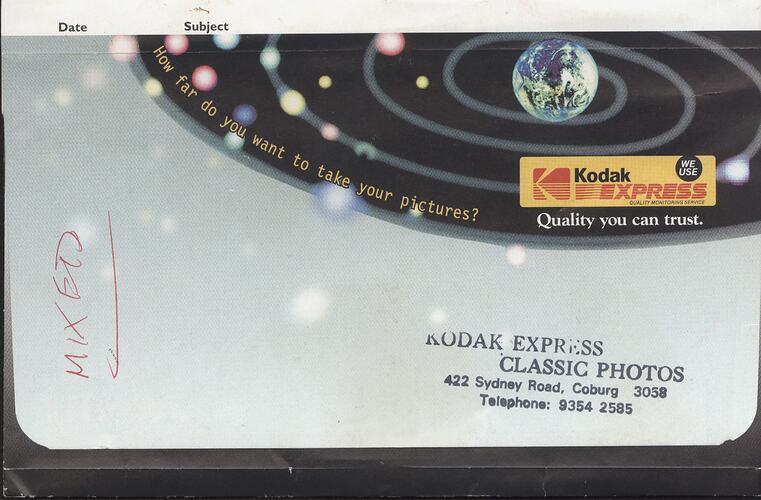 Date Subject
How far do you want to take your pictures?
WE
USE
Kodak
EXPRESS
QUALITY MONITORING SERVICE
Quality you can trust.
MIXED
KODAK EXPRESS
CLASSIC PHOTOS
422 Sydney Road, Coburg 3058
Telephone: 9354 2585